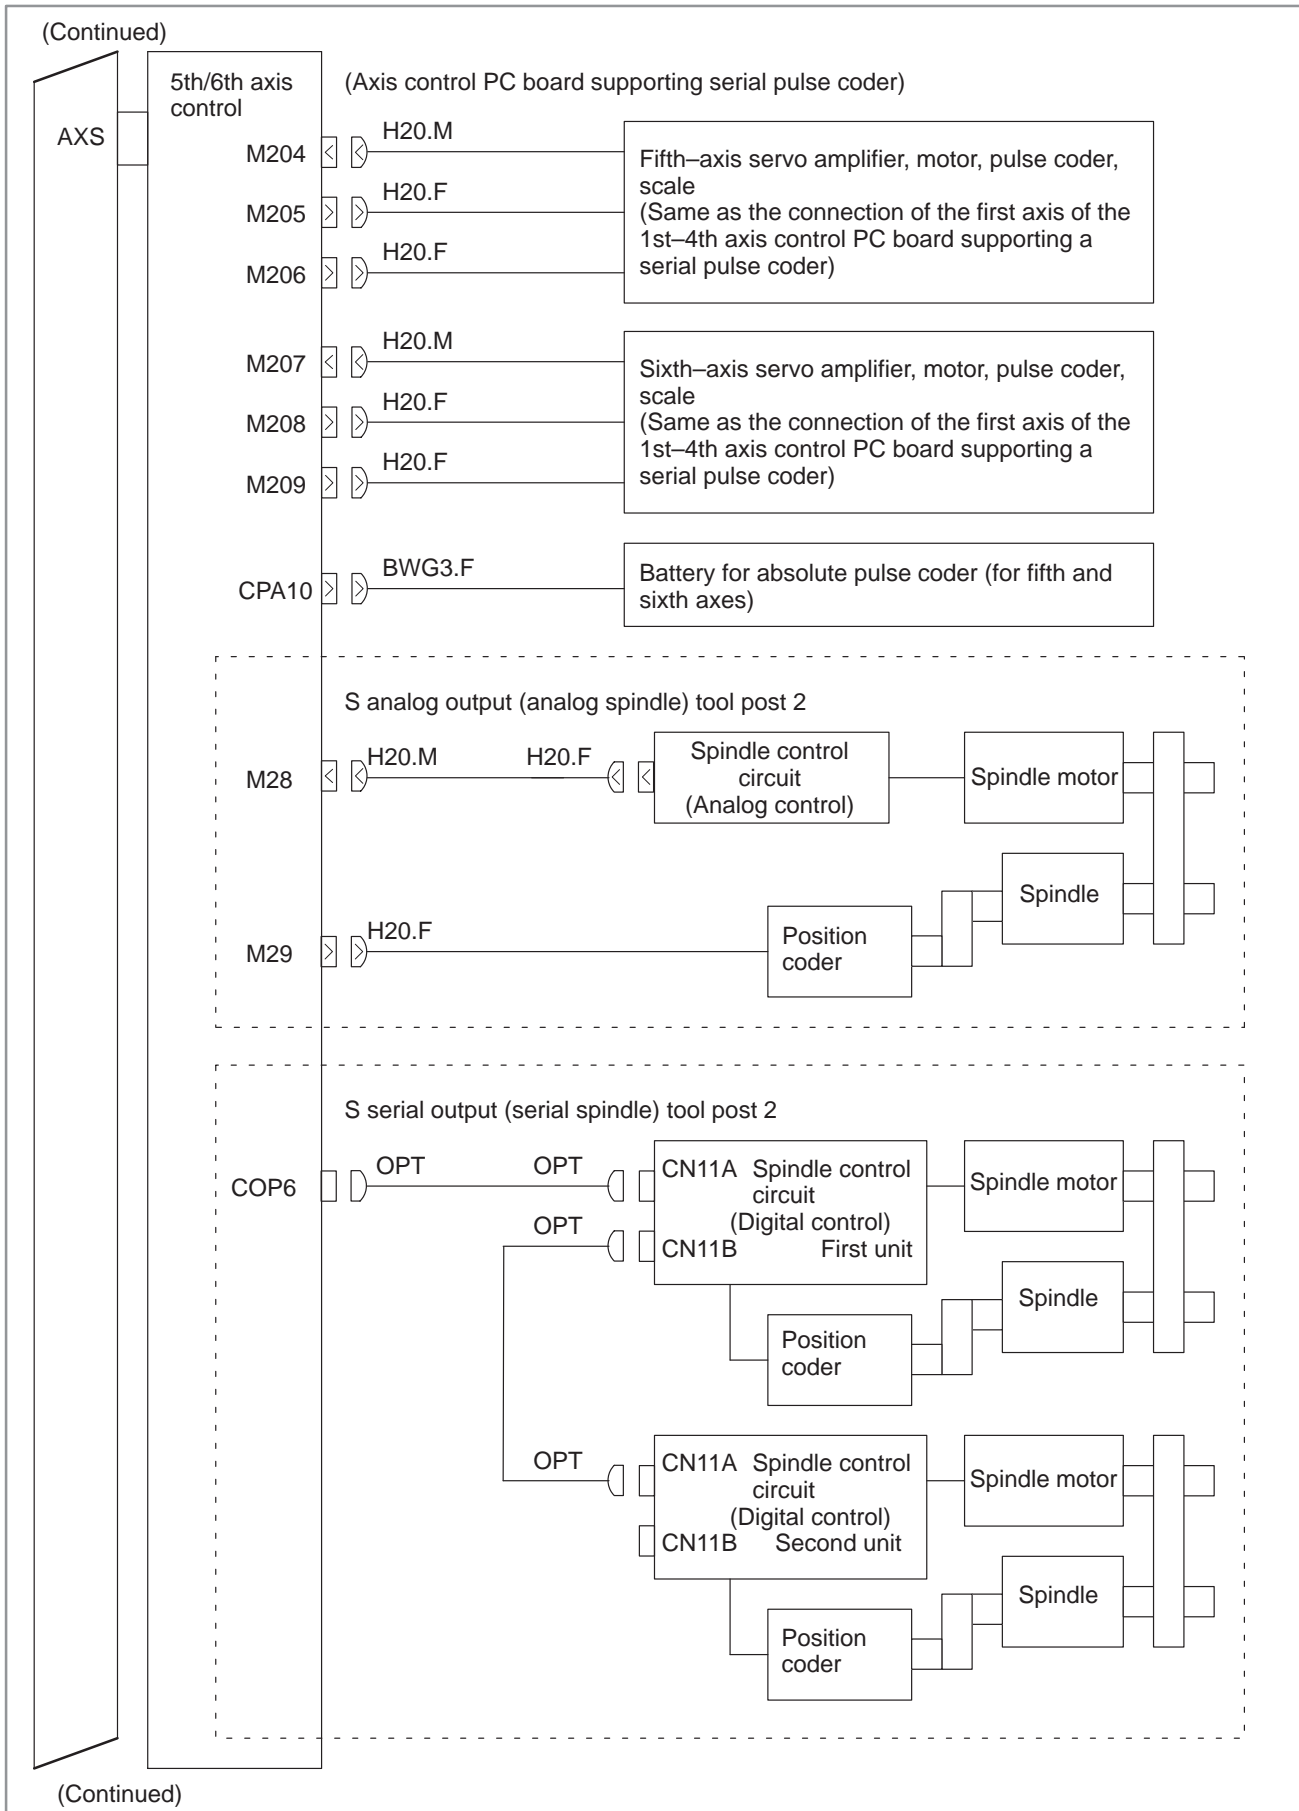 (Continued)
5th/6th axis
control
(Axis control PC board supporting serial pulse coder)
AXS
M204
H20.M
Fifth–axis servo amplifier, motor, pulse coder,
scale
(Same as the connection of the first axis of the
1st–4th axis control PC board supporting a
serial pulse coder)
M205
H20.F
M206
H20.F
M207
H20.M
Sixth–axis servo amplifier, motor, pulse coder,
scale
(Same as the connection of the first axis of the
1st–4th axis control PC board supporting a
serial pulse coder)
M208
H20.F
M209
H20.F
CPA10
BWG3.F
Battery for absolute pulse coder (for fifth and
sixth axes)
S analog output (analog spindle) tool post 2
M28
H20.M
H20.F
Spindle control
circuit
(Analog control)
Spindle motor
Spindle
M29
H20.F
Position
coder
S serial output (serial spindle) tool post 2
COP6
OPT
OPT
CN11A Spindle control
circuit
(Digital control)
OPT
CN11B First unit
Spindle motor
Spindle
Position
coder
OPT
CN11A Spindle control
circuit
(Digital control)
CN11B Second unit
Spindle motor
Spindle
Position
coder
(Continued)